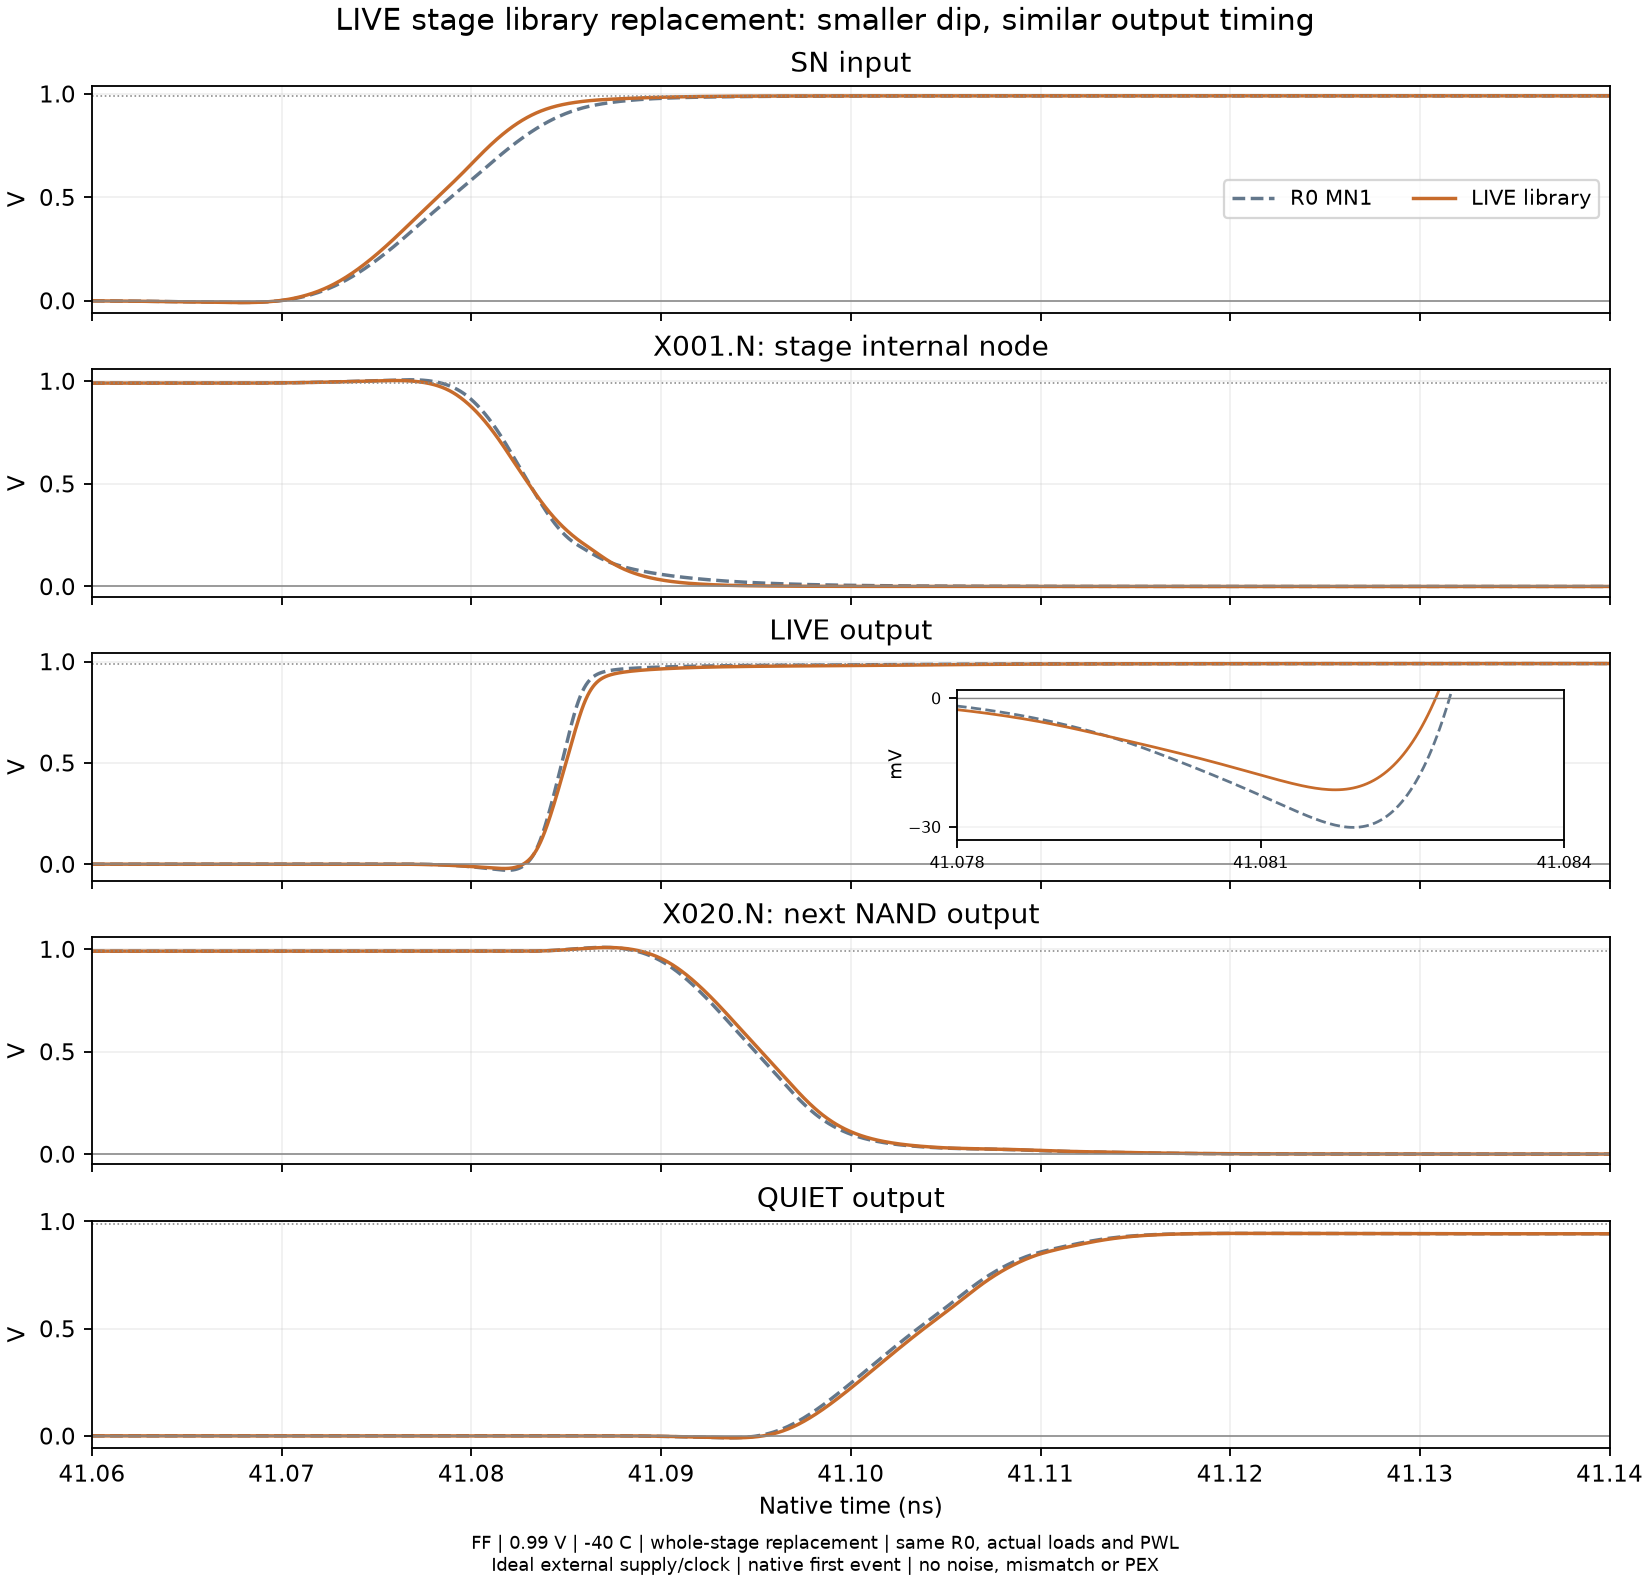 LIVE stage library replacement: smaller dip, similar output timing
SN input
1.0
0.5
0.0
V
R0 MN1
LIVE library
X001.N: stage internal node
1.0
0.5
0.0
V
LIVE output
1.0
0.5
0.0
V
0
−30
mV
41.078
41.081
41.084
X020.N: next NAND output
1.0
0.5
0.0
V
QUIET output
1.0
0.5
0.0
V
41.06
41.07
41.08
41.09
41.10
41.11
41.12
41.13
41.14
Native time (ns)
FF | 0.99 V | -40 C | whole-stage replacement | same R0, actual loads and PWL
Ideal external supply/clock | native first event | no noise, mismatch or PEX